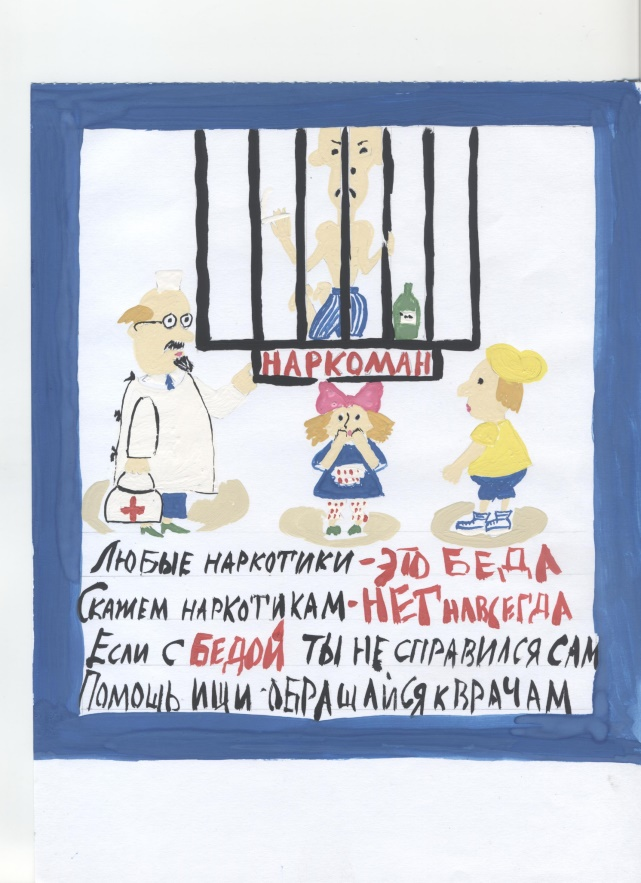 НАРКОМАН
ЛЮБЫЕ НАРКОТИКИ - ЭТО БЕДА
СКАЖЕМ НАРКОТИКАМ - НЕТ НАВСЕГДА
ЕСЛИ С БЕДОЙ ТЫ НЕ СПРАВИЛСЯ САМ
ПОМОЩЬ ИЩИ - ОБРАЩАЙСЯ К ВРАЧАМ